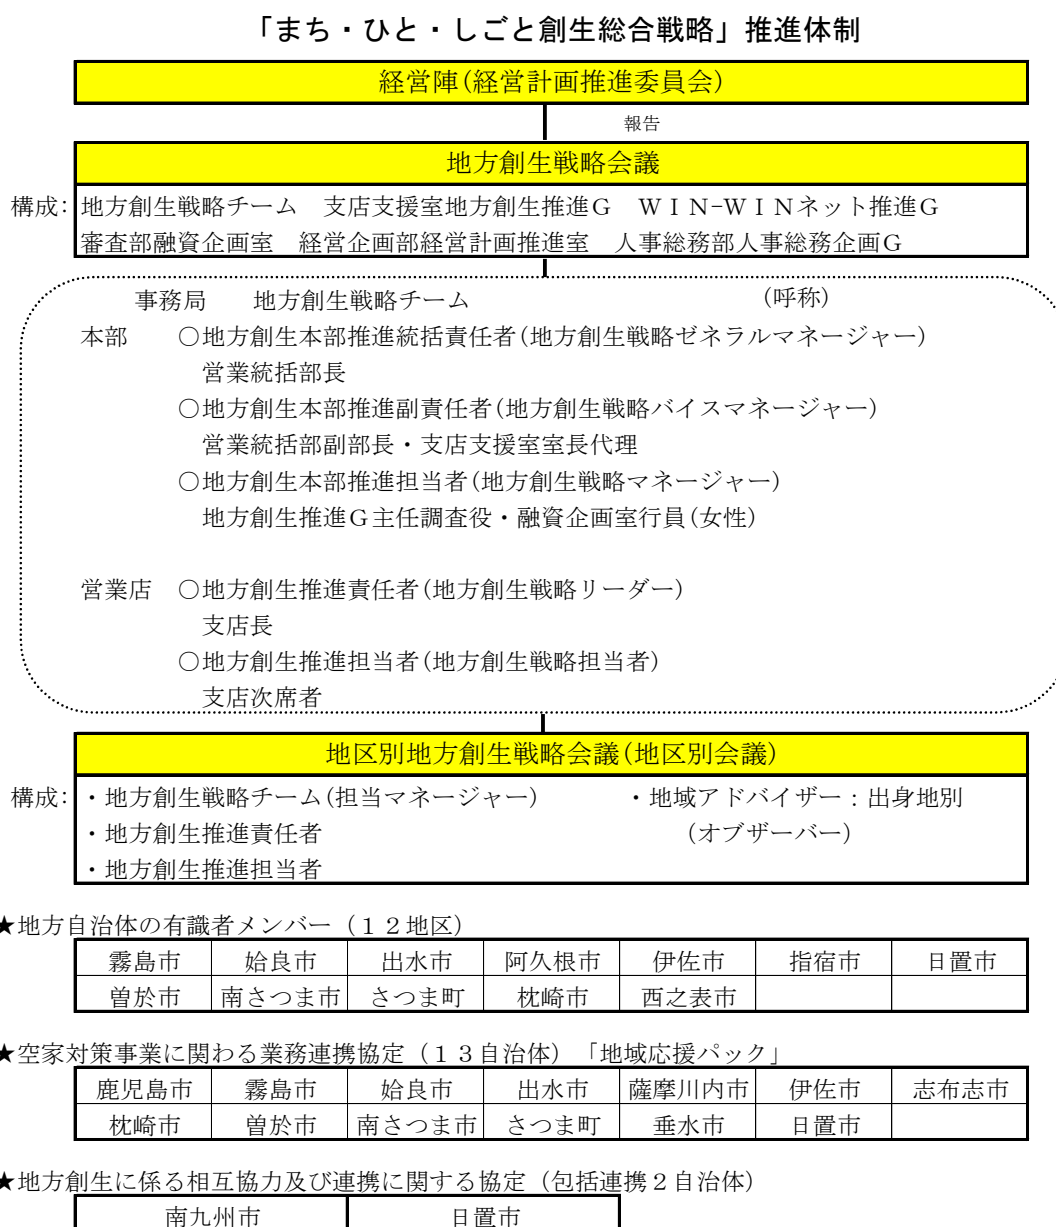 「まち・ひと・しごと創生総合戦略」推進体制
経営陣(経営計画推進委員会)
報告
地方創生戦略会議
構成: 地方創生戦略チーム　支店支援室地方創生推進Ｇ　ＷＩＮ−ＷＩＮネット推進Ｇ
審査部融資企画室　経営企画部経営計画推進室　人事総務部人事総務企画Ｇ
事務局　地方創生戦略チーム　(呼称)
本部　○地方創生本部推進統括責任者(地方創生戦略ゼネラルマネージャー)
営業統括部長
○地方創生本部推進副責任者(地方創生戦略バイスマネージャー)
営業統括部副部長・支店支援室室長代理
○地方創生本部推進担当者(地方創生戦略マネージャー)
地方創生推進Ｇ主任調査役・融資企画室行員(女性)
営業店　○地方創生推進責任者(地方創生戦略リーダー)
支店長
○地方創生推進担当者(地方創生戦略担当者)
支店次席者
地区別地方創生戦略会議(地区別会議)
構成: ・地方創生戦略チーム(担当マネージャー)　・地域アドバイザー：出身地別
・地方創生推進責任者　(オブザーバー)
・地方創生推進担当者
★地方自治体の有識者メンバー（１２地区）
霧島市　姶良市　出水市　阿久根市　伊佐市　指宿市　日置市
曽於市　南さつま市　さつま町　枕崎市　西之表市
★空家対策事業に関わる業務連携協定（１３自治体）「地域応援パック」
鹿児島市　霧島市　姶良市　出水市　薩摩川内市　伊佐市　志布志市
枕崎市　曽於市　南さつま市　さつま町　垂水市　日置市
★地方創生に係る相互協力及び連携に関する協定（包括連携２自治体）
南九州市　日置市